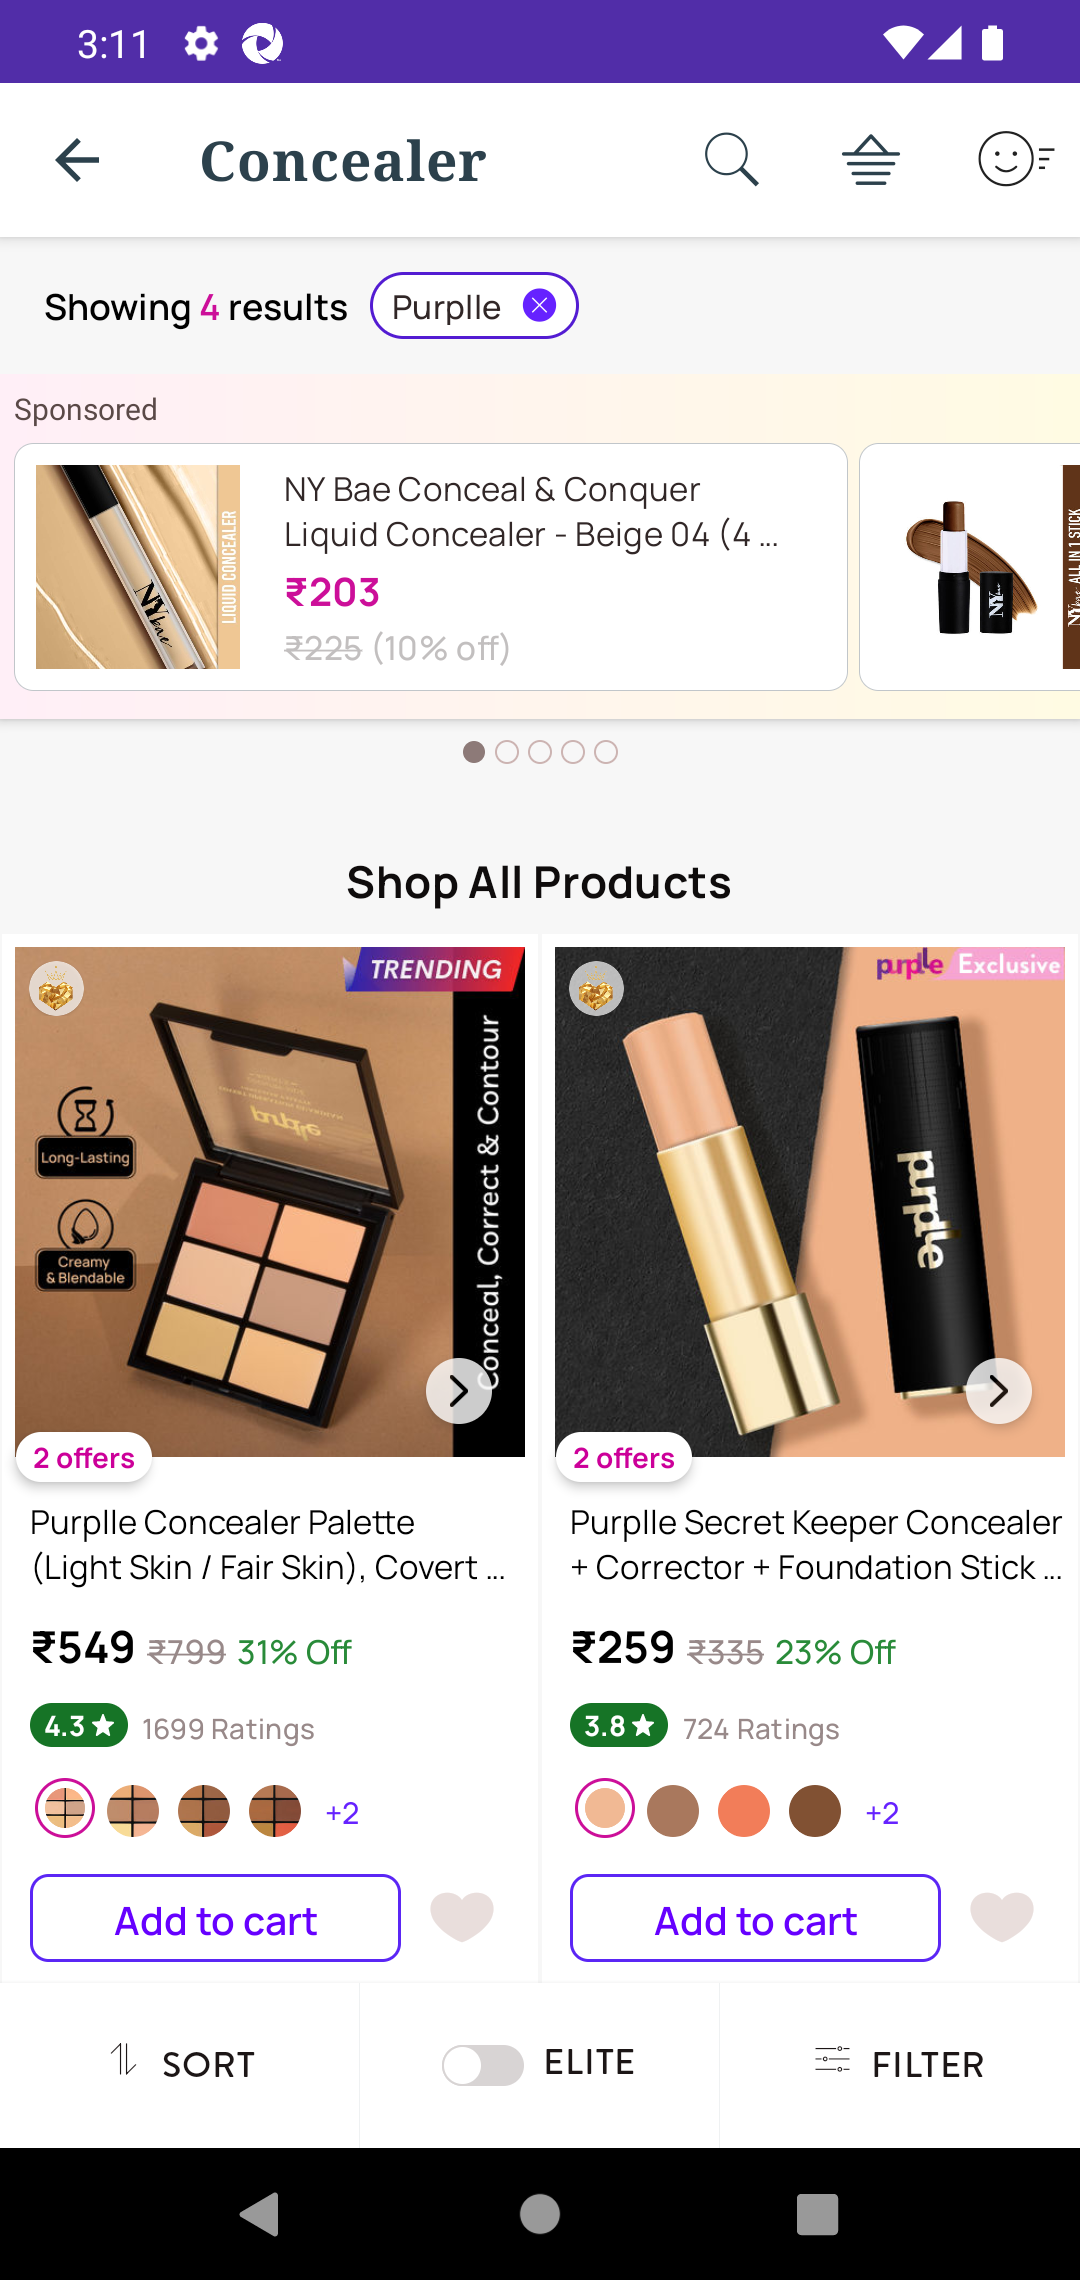 3:11
Concealer
Showing 4 results
Purplle
Sponsored
LIQUID CONCEALER
NY bae
NY Bae Conceal & Conquer
Liquid Concealer - Beige 04 (4 ...
₹203
₹225 (10% off)
NY bae
NY bae ALL IN 1 STICK
Shop All Products
TRENDING
purplle
Long-Lasting
Creamy
& Blendable
Conceal, Correct & Contour
2 offers
Purplle Concealer Palette
(Light Skin / Fair Skin), Covert ...
₹549 ₹799 31% Off
4.3 ★ 1699 Ratings
+2
Add to cart
purplle Exclusive
purplle
2 offers
Purplle Secret Keeper Concealer
+ Corrector + Foundation Stick ...
₹259 ₹335 23% Off
3.8 ★ 724 Ratings
+2
Add to cart
SORT
ELITE
FILTER